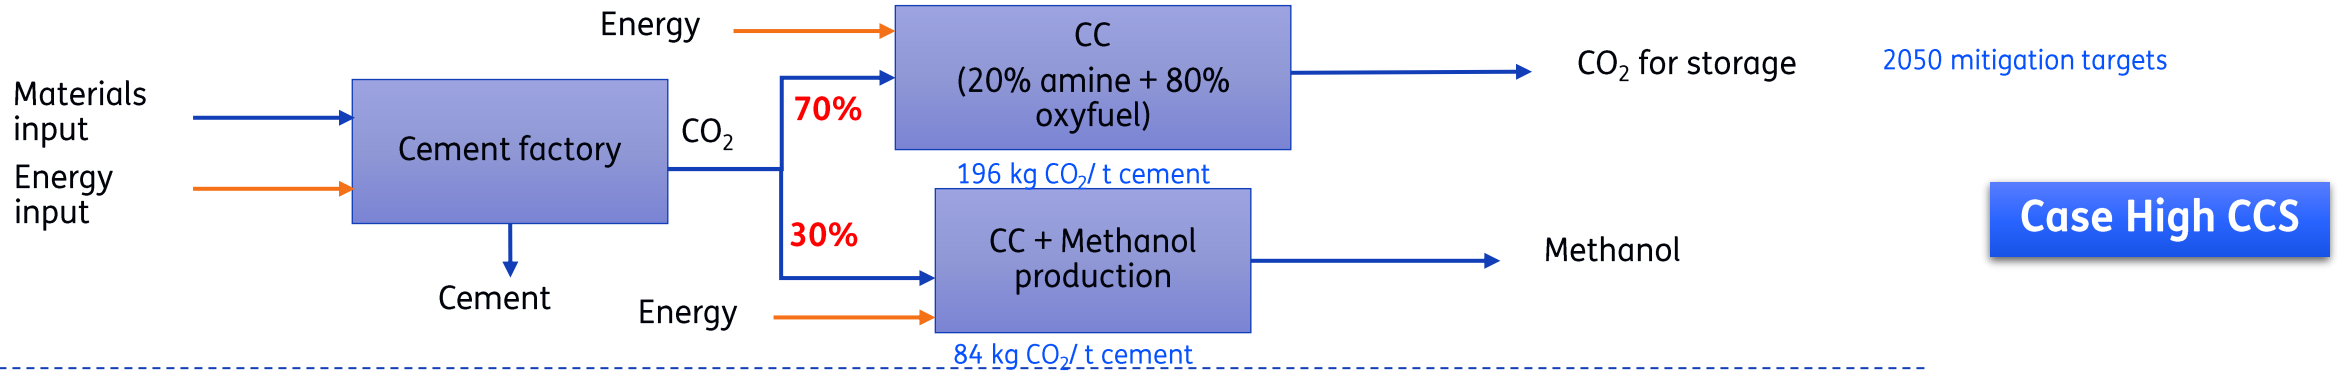 Materials
input
Energy
input
Cement factory
Cement
CO₂
Energy
70%
CC
(20% amine + 80%
oxyfuel)
196 kg CO₂/ t cement
CO₂ for storage
2050 mitigation targets
30%
Energy
CC + Methanol
production
84 kg CO₂/ t cement
Methanol
Case High CCS